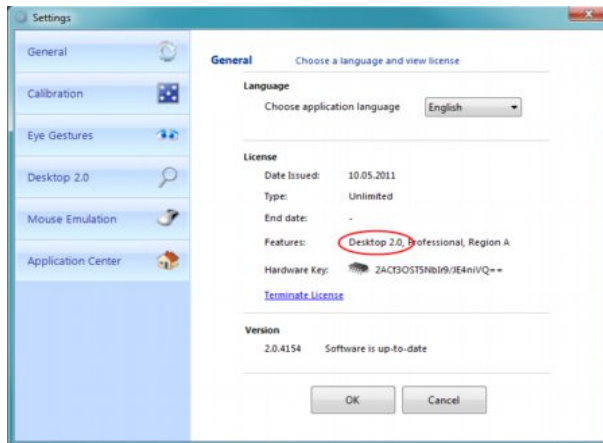 Settings
General
Calibration
Eye Gestures
Desktop 2.0
Mouse Emulation
Application Center
General Choose a language and view license
Language
Choose application language English
License
Date Issued: 10.05.2011
Type: Unlimited
End date: -
Features: Desktop 2.0, Professional, Region A
Hardware Key: 2ACf3OST5NbIr9/JE4niVQ==
Terminate License
Version
2.0.4154 Software is up-to-date
OK Cancel